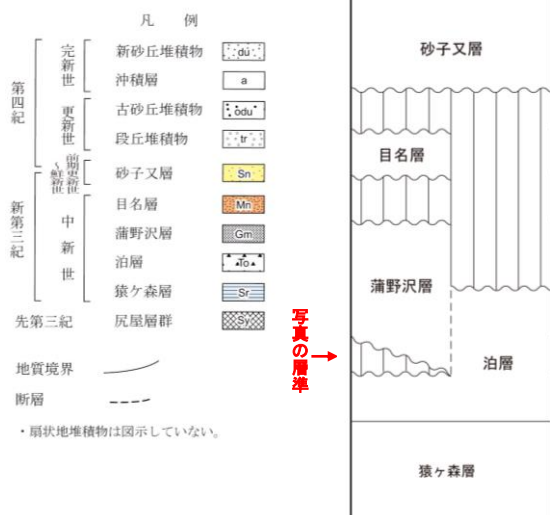 凡 例
第四紀
完新世
新砂丘堆積物 du
沖積層 a
更新世
古砂丘堆積物 odu
段丘堆積物 tr
前期更新世～鮮新世
砂子又層 Sn
新第三紀
中新世
目名層 Mn
蒲野沢層 Gm
泊層 To
猿ケ森層 Sr
先第三紀 尻屋層群 Sy
地質境界
断層
・扇状地堆積物は図示していない。
写真の層準
砂子又層
目名層
蒲野沢層
泊層
猿ヶ森層